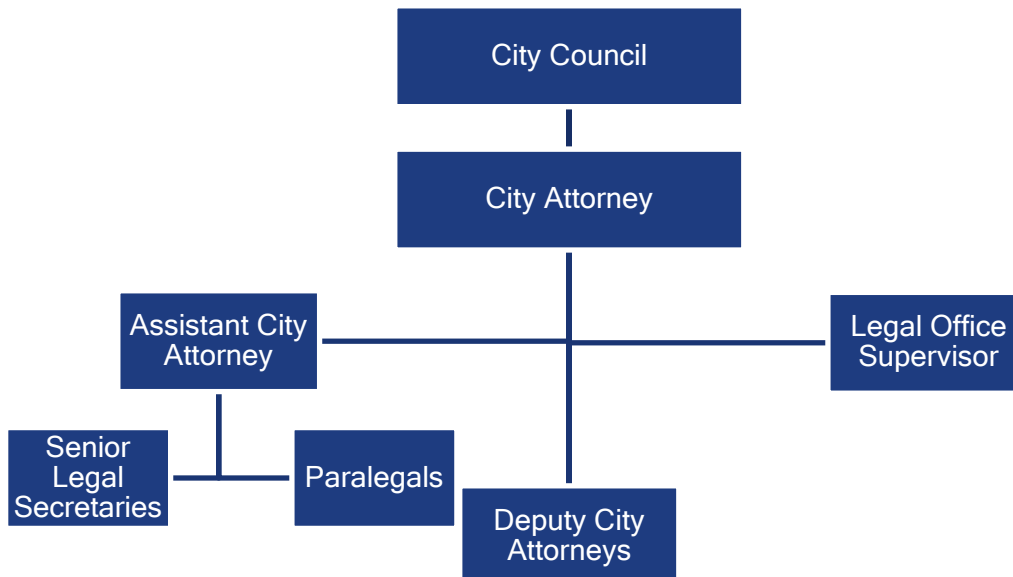 City Council
City Attorney
Assistant City
Attorney
Legal Office
Supervisor
Senior
Legal
Secretaries
Paralegals
Deputy City
Attorneys